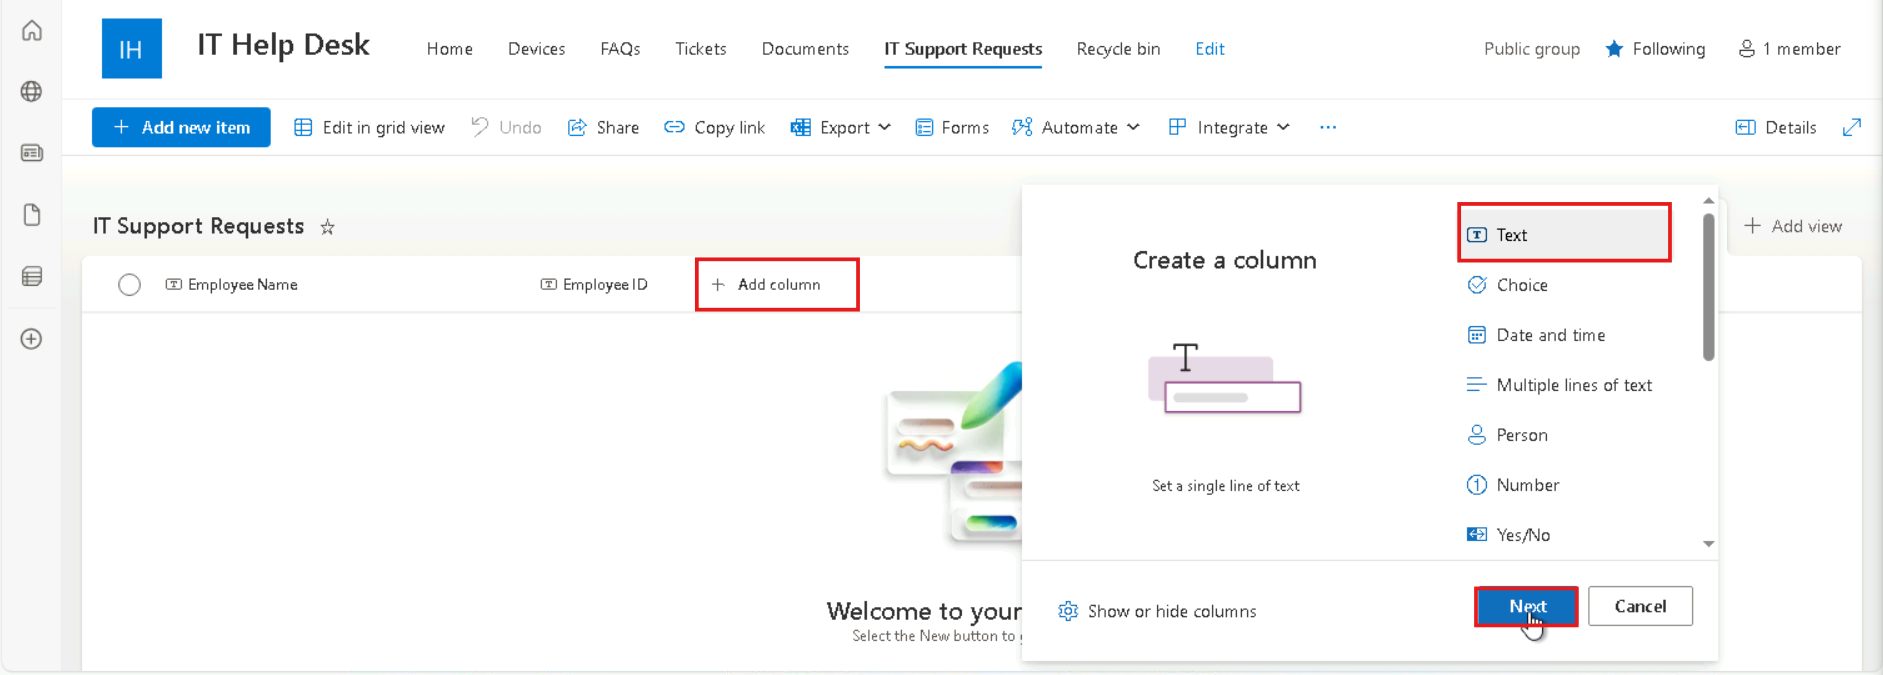 IH
IT Help Desk
Home Devices FAQs Tickets Documents IT Support Requests Recycle bin Edit
Public group Following 1 member
Add new item Edit in grid view Undo Share Copy link Export Forms Automate Integrate ... Details
IT Support Requests
Add view
Employee Name Employee ID Add column
Create a column
T
Set a single line of text
Text
Choice
Date and time
Multiple lines of text
Person
Number
Yes/No
Show or hide columns
Next Cancel
Welcome to your
Select the New button to